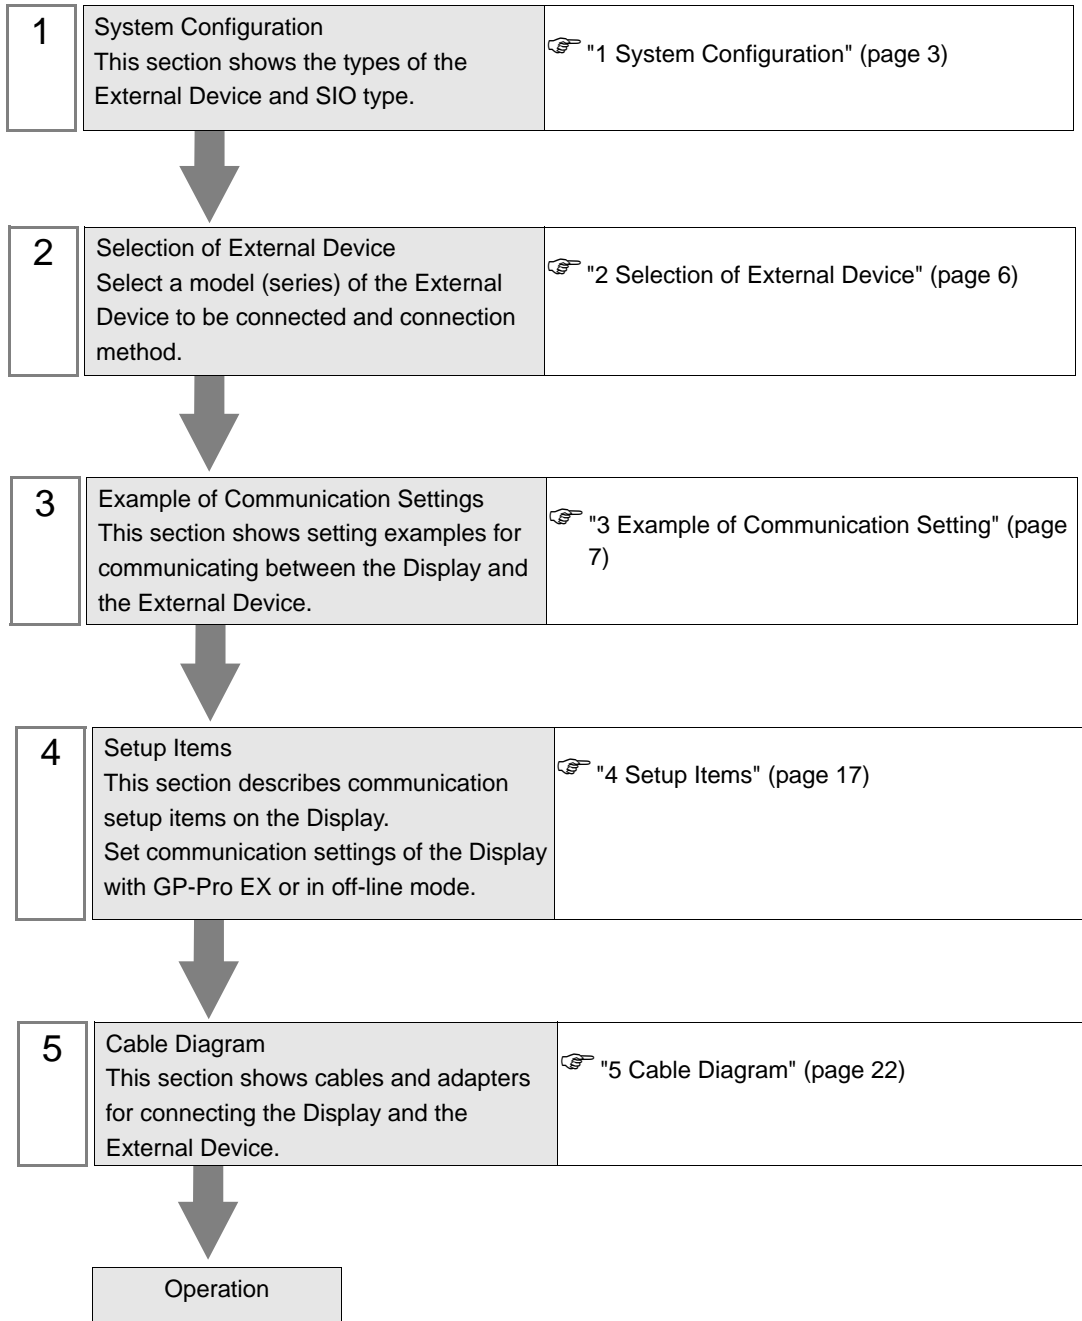 1
System Configuration
This section shows the types of the
External Device and SIO type.
"1 System Configuration" (page 3)
2
Selection of External Device
Select a model (series) of the External
Device to be connected and connection
method.
"2 Selection of External Device" (page 6)
3
Example of Communication Settings
This section shows setting examples for
communicating between the Display and
the External Device.
"3 Example of Communication Setting" (page
7)
4
Setup Items
This section describes communication
setup items on the Display.
Set communication settings of the Display
with GP-Pro EX or in off-line mode.
"4 Setup Items" (page 17)
5
Cable Diagram
This section shows cables and adapters
for connecting the Display and the
External Device.
"5 Cable Diagram" (page 22)
Operation